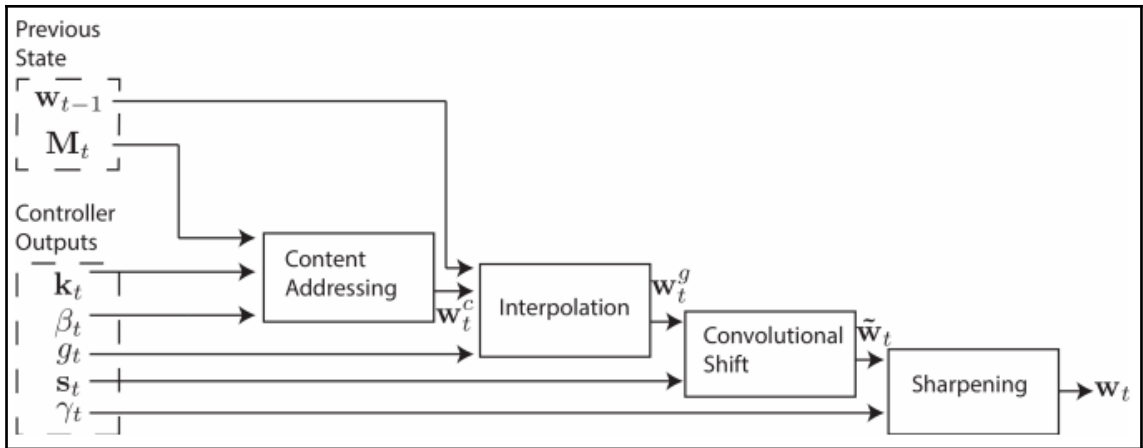 Previous
State
w_{t−1}
M_t
Controller
Outputs
k_t
β_t
g_t
s_t
γ_t
Content
Addressing
w_t^c
Interpolation
w_t^g
Convolutional
Shift
w̃_t
Sharpening
w_t